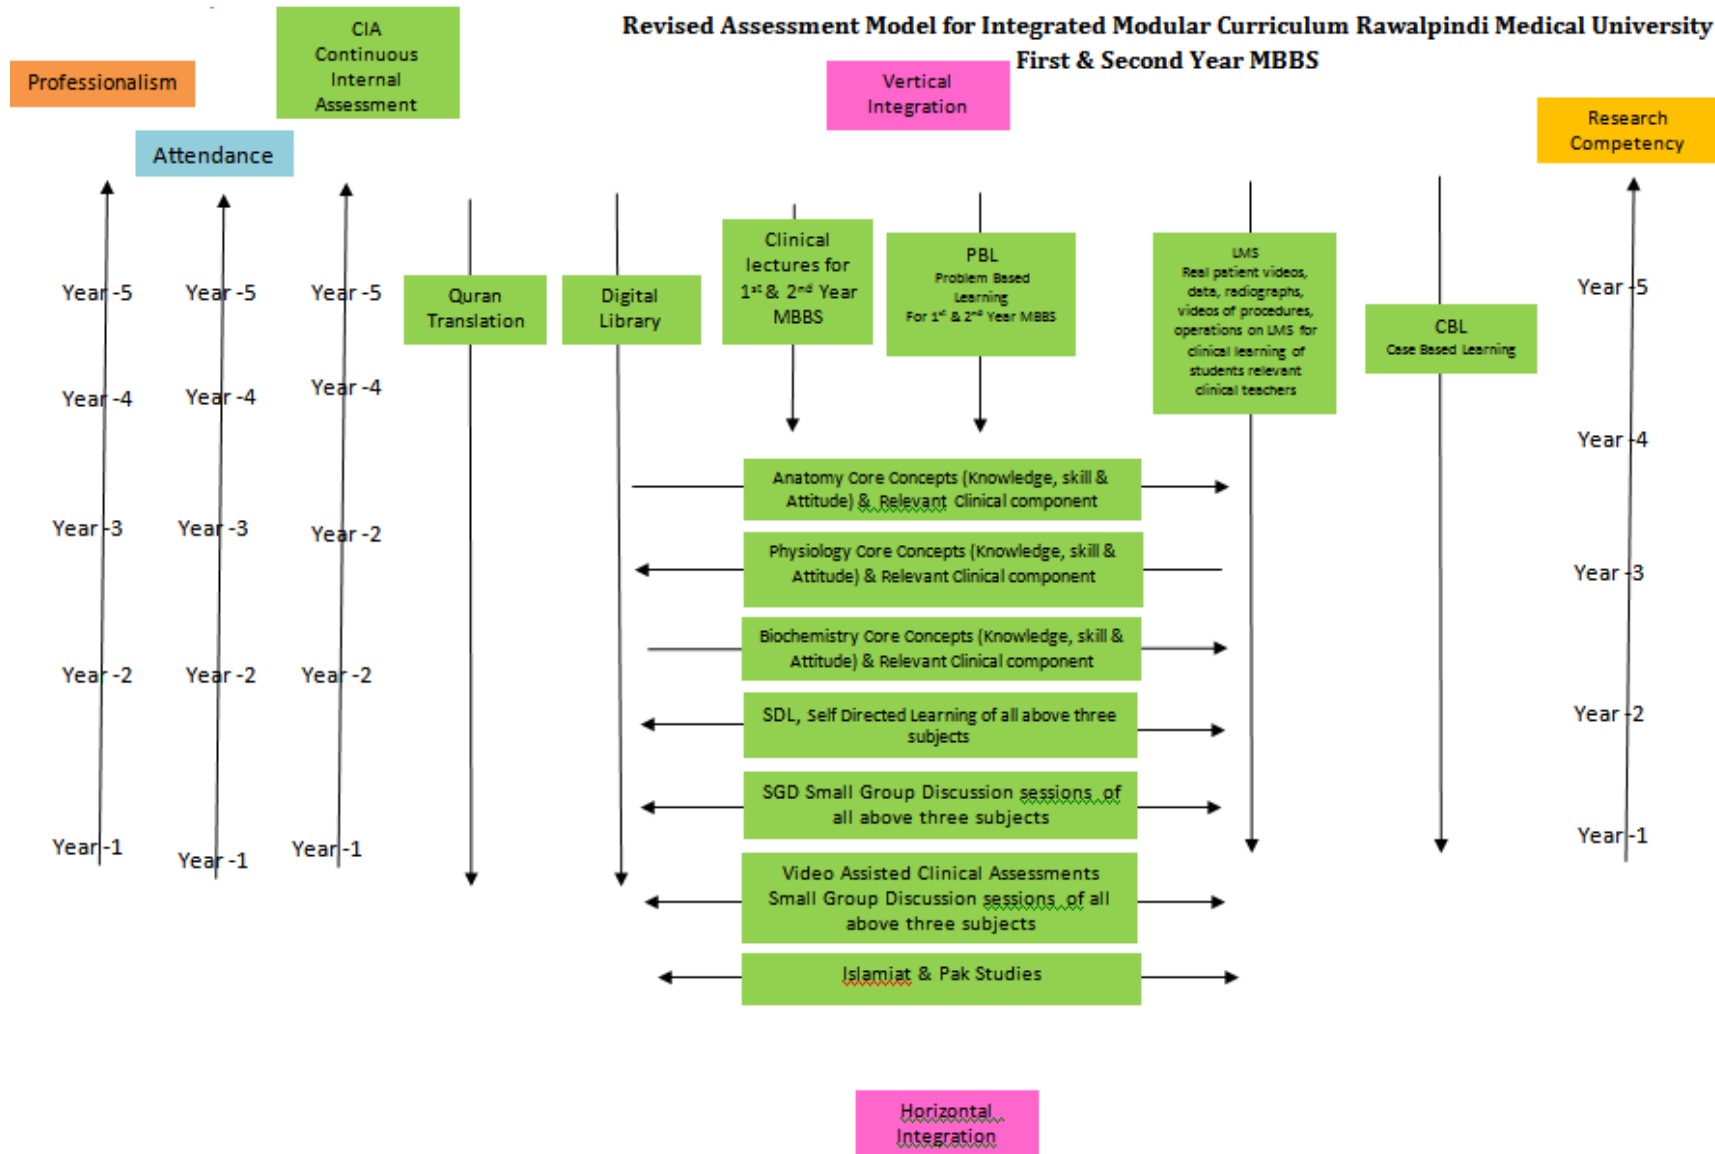 Revised Assessment Model for Integrated Modular Curriculum Rawalpindi Medical University
First & Second Year MBBS
Professionalism
Attendance
CIA
Continuous
Internal
Assessment
Vertical
Integration
Research
Competency
Year -5
Year -4
Year -3
Year -2
Year -1
Year -5
Year -4
Year -3
Year -2
Year -1
Year -5
Year -4
Year -2
Year -2
Year -1
Quran
Translation
Digital
Library
Clinical
lectures for
1st & 2nd Year
MBBS
PBL
Problem Based
Learning
For 1st & 2nd Year MBBS
LMS
Real patient videos,
data, radiographs,
videos of procedures,
operations on LMS for
clinical learning of
students relevant
clinical teachers
CBL
Case Based Learning
Year -5
Year -4
Year -3
Year -2
Year -1
Anatomy Core Concepts (Knowledge, skill &
Attitude) & Relevant Clinical component
Physiology Core Concepts (Knowledge, skill &
Attitude) & Relevant Clinical component
Biochemistry Core Concepts (Knowledge, skill &
Attitude) & Relevant Clinical component
SDL, Self Directed Learning of all above three
subjects
SGD Small Group Discussion sessions of
all above three subjects
Video Assisted Clinical Assessments
Small Group Discussion sessions of all
above three subjects
Islamiat & Pak Studies
Horizontal
Integration